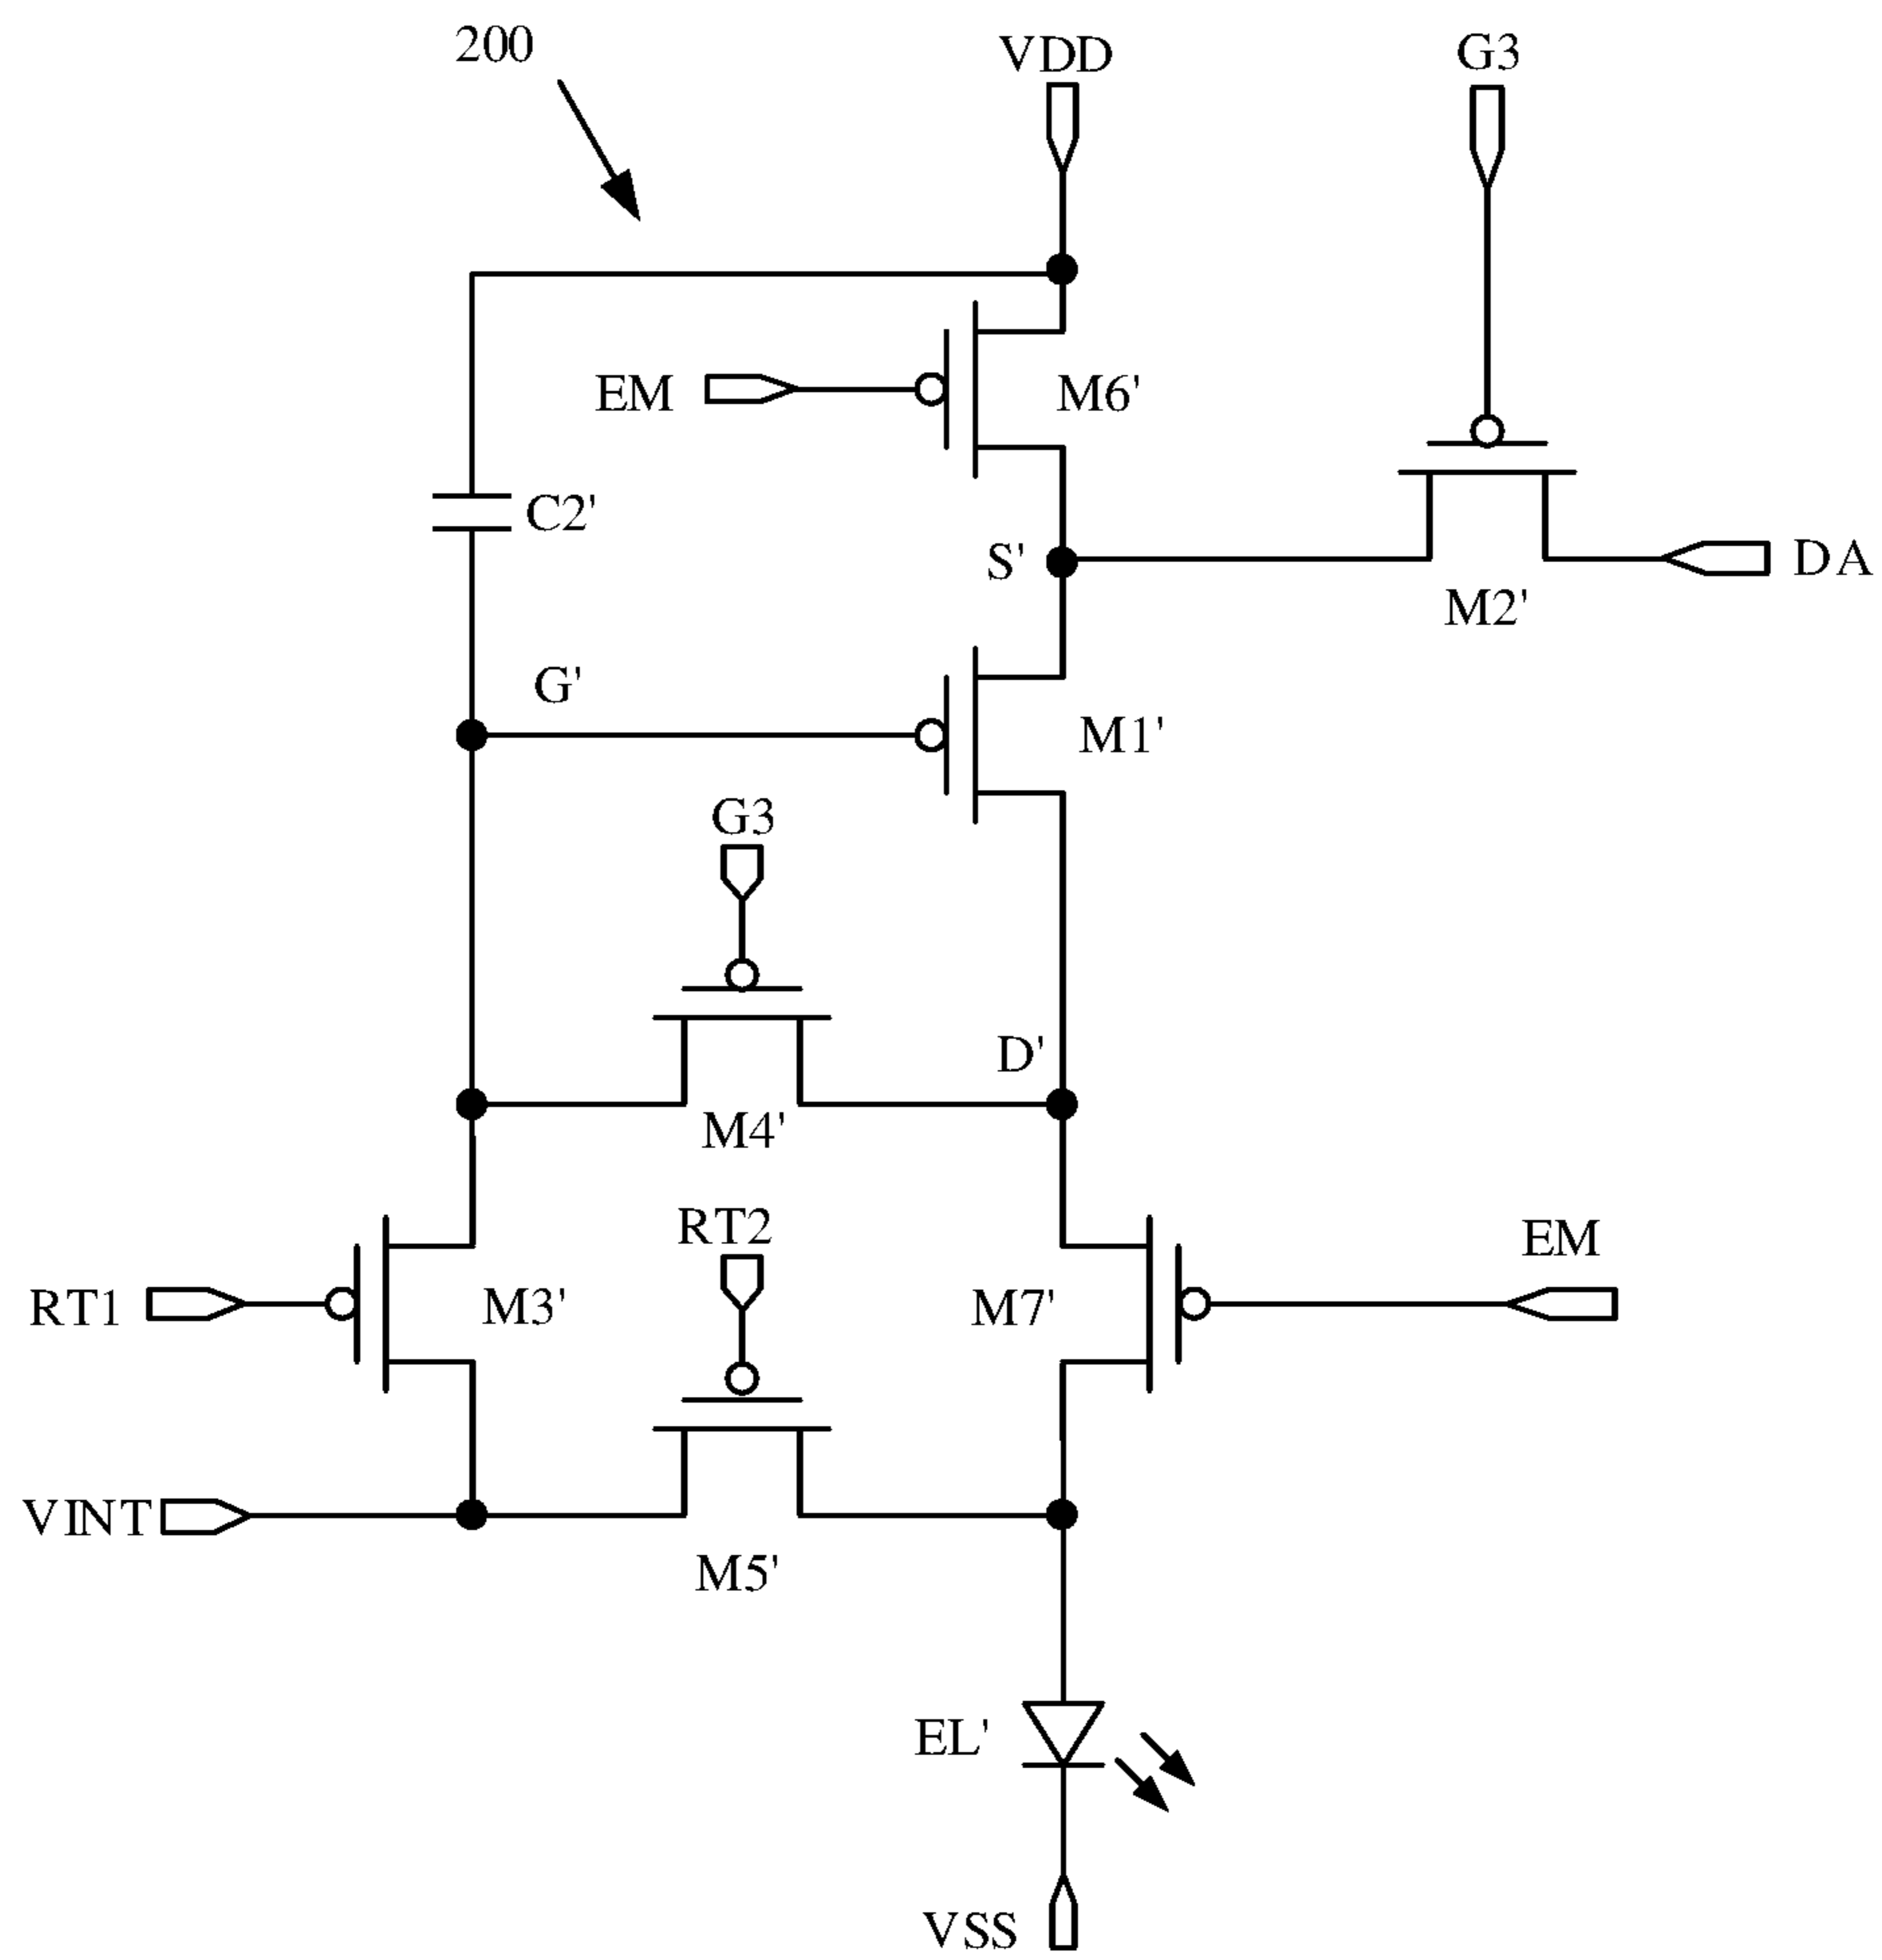 200
VDD
G3
EM
M6'
C2'
S'
DA
M2'
G'
M1'
G3
D'
M4'
RT2
EM
RT1
M3'
M7'
VINT
M5'
EL'
VSS